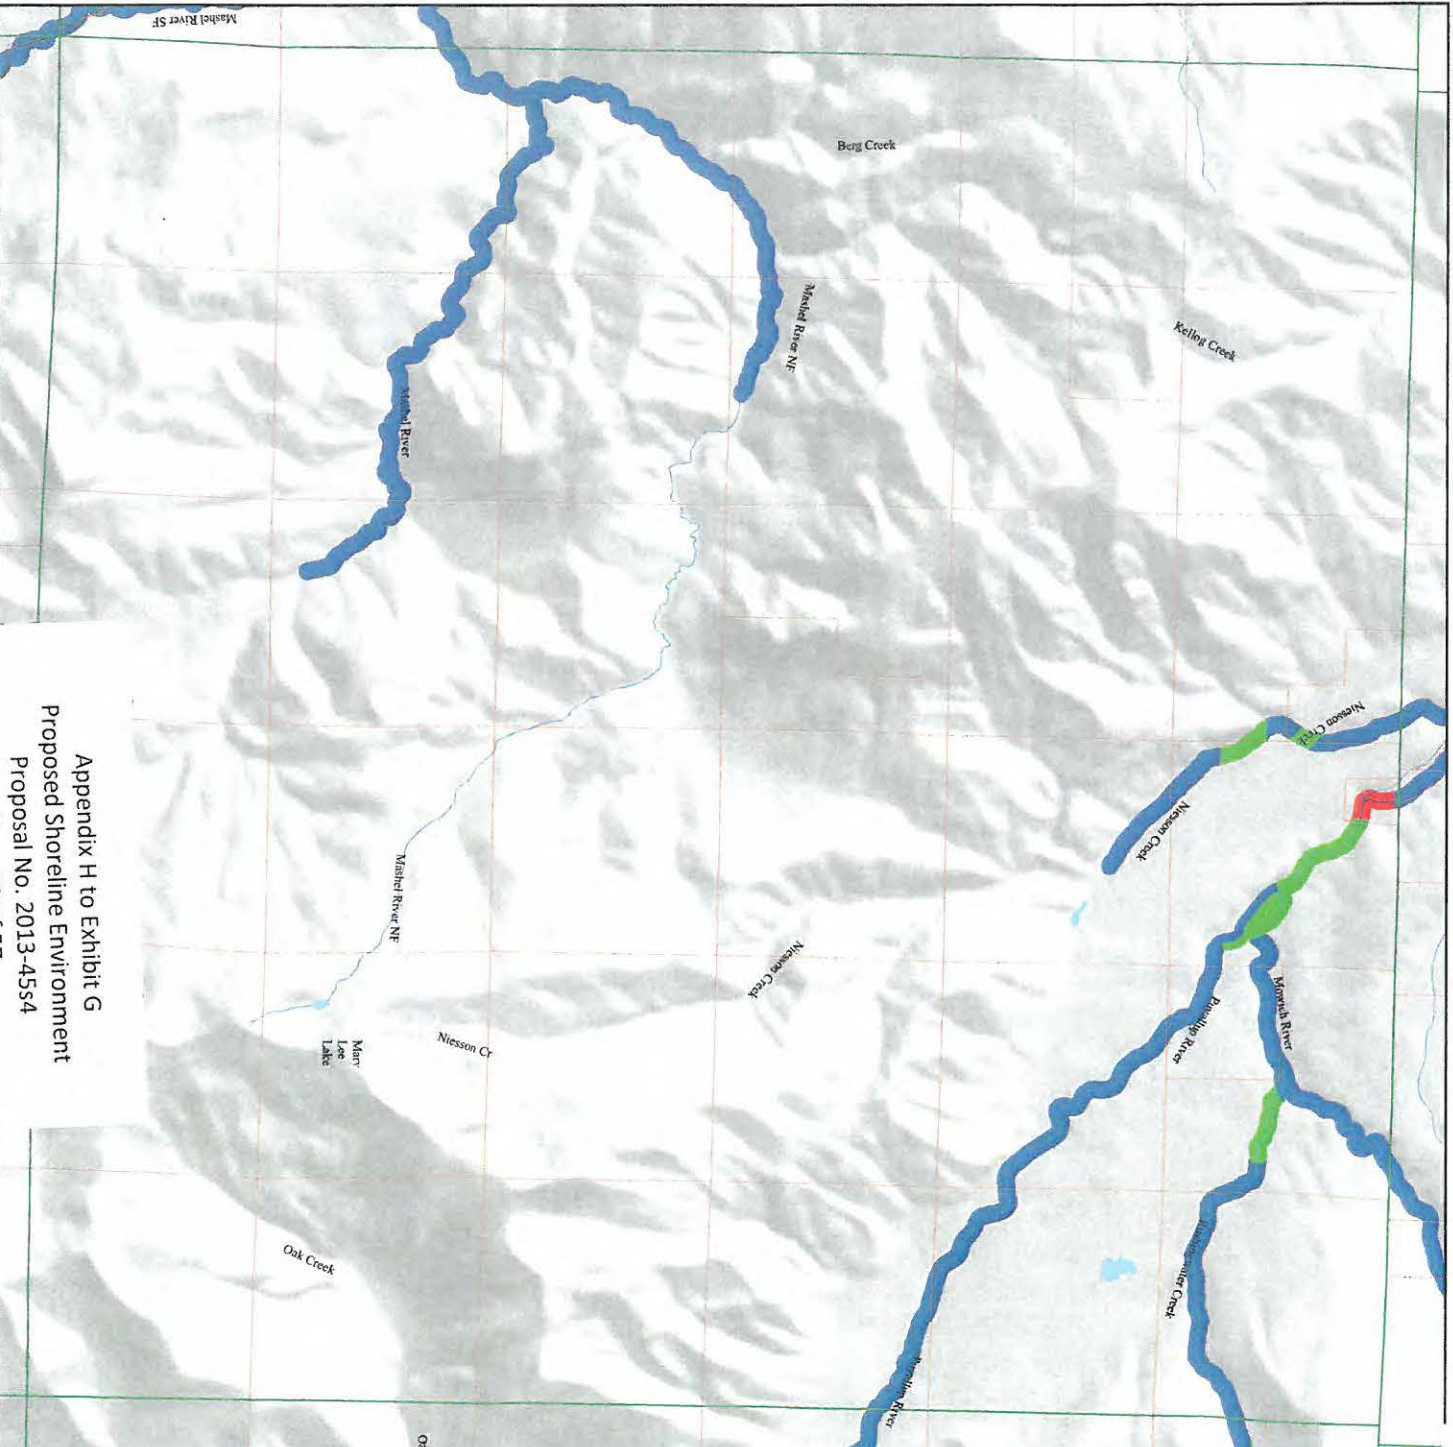 Mashel River SF
Berg Creek
Mashel River NF
Kellog Creek
Mashel River
Niesson Creek
Niesson Creek
Mowich River
Puyallup River
Niesson Creek
Mashel River NF
Niesson Cr
Mary
Lee
Lake
Rushingwater Creek
Oak Creek
Puyallup River
Appendix H to Exhibit G
Proposed Shoreline Environment
Proposal No. 2013-45s4